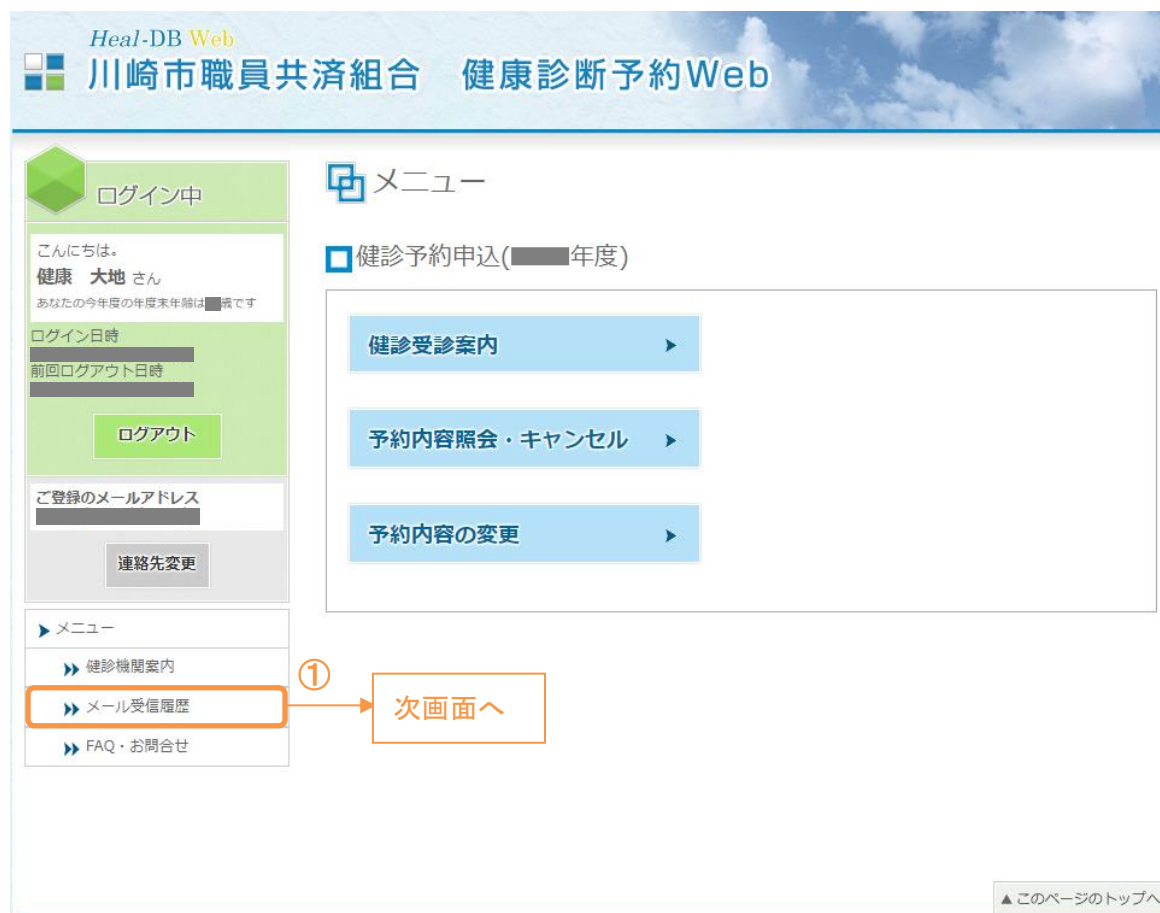 Heal-DB Web
川崎市職員共済組合 健康診断予約Web
ログイン中
こんにちは。
健康 大地 さん
あなたの今年度の年度末年齢は 歳です
ログイン日時
前回ログアウト日時
ログアウト
ご登録のメールアドレス
連絡先変更
メニュー
健診機関案内
メール受信履歴
FAQ・お問合せ
メニュー
健診予約申込( 年度)
健診受診案内
予約内容照会・キャンセル
予約内容の変更
①
次画面へ
▲このページのトップへ